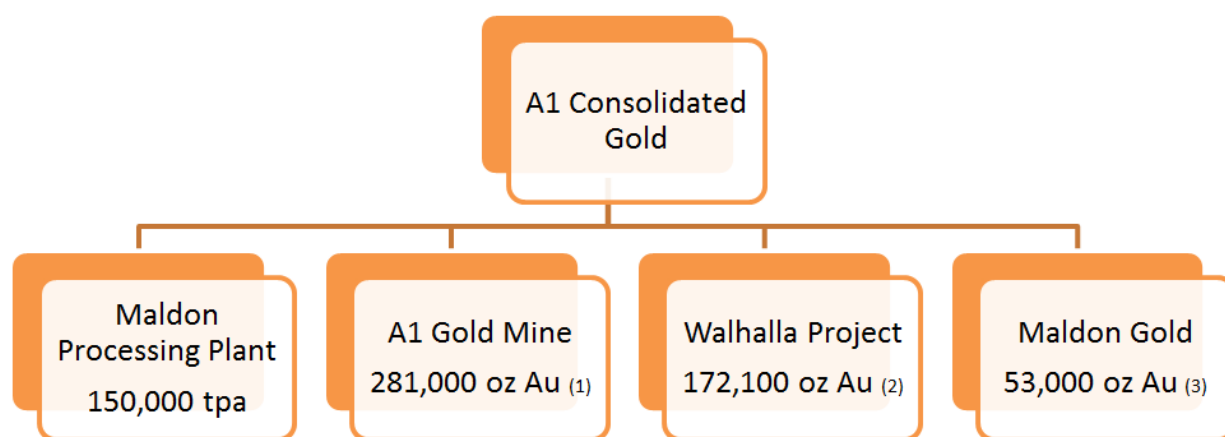 A1 Consolidated
Gold
Maldon
Processing Plant
150,000 tpa
A1 Gold Mine
281,000 oz Au (1)
Walhalla Project
172,100 oz Au (2)
Maldon Gold
53,000 oz Au (3)